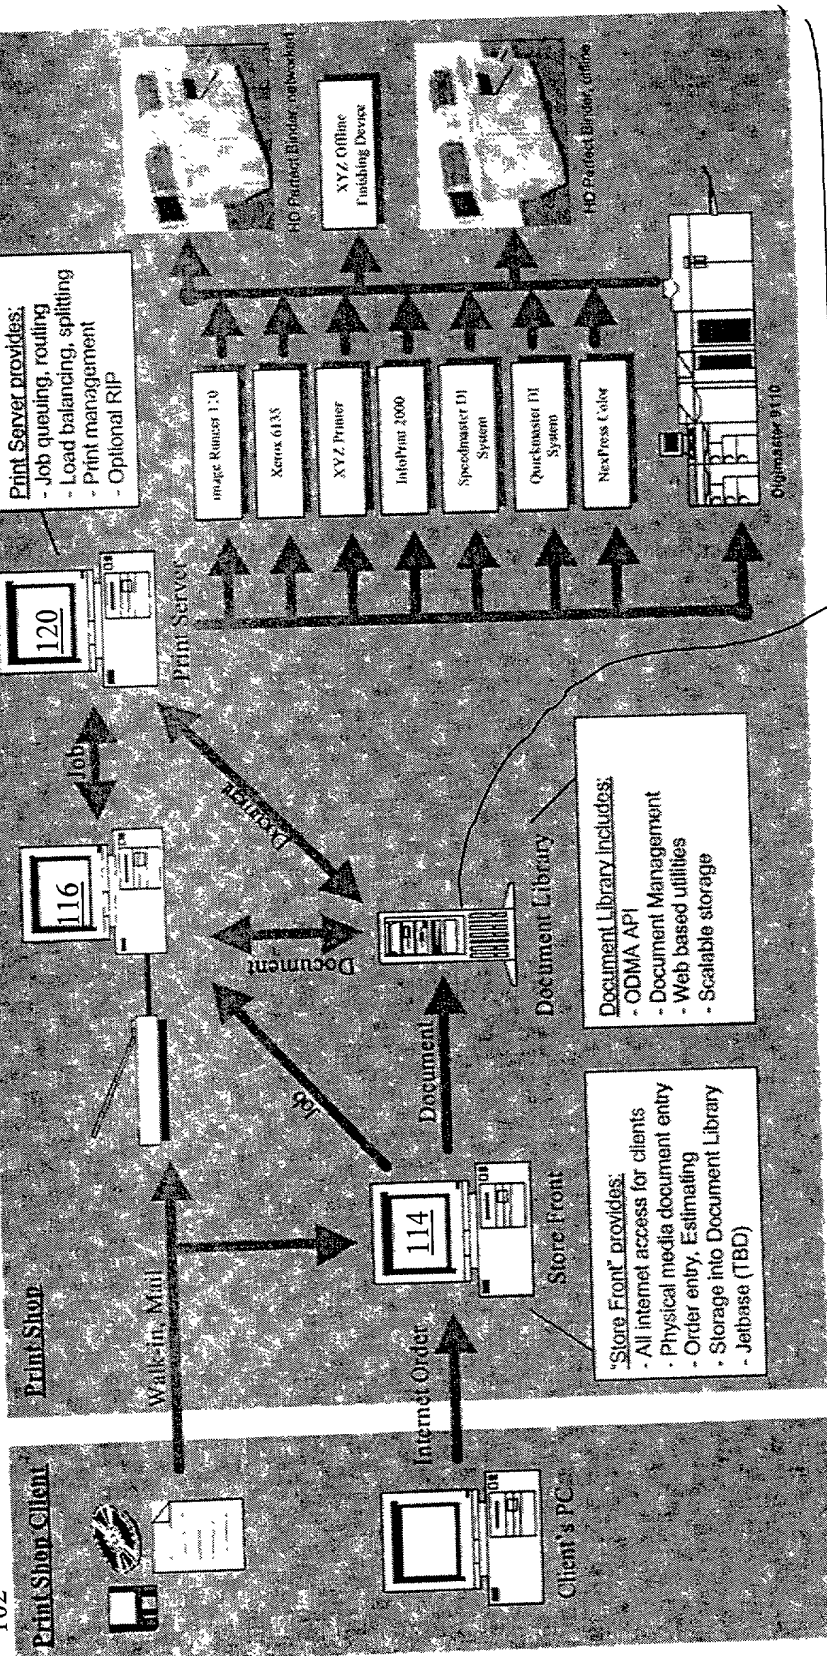 102
Print Shop Client
Client's PC
Print Shop
Walk-in, Mail
Internet Order
114
Store Front
"Store Front" provides:
- All internet access for clients
- Physical media document entry
- Order entry, Estimating
- Storage into Document Library
- Jetbase (TBD)
Job
Document
116
Document
Document Library
Document Library includes:
- ODMA API
- Document Management
- Web based utilities
- Scalable storage
Job
Document
120
Print Server
Print Server provides:
- Job queuing, routing
- Load balancing, splitting
- Print management
- Optional RIP
Image Runner 110
Xerox 6135
XYZ Printer
InfoPrint 2000
Speedmaster DI
System
Quickmaster DI
System
NexPress Color
Digimaster 9110
HD Perfect Binder, networked
XYZ Offline
Finishing Device
HD Perfect Binder, offline